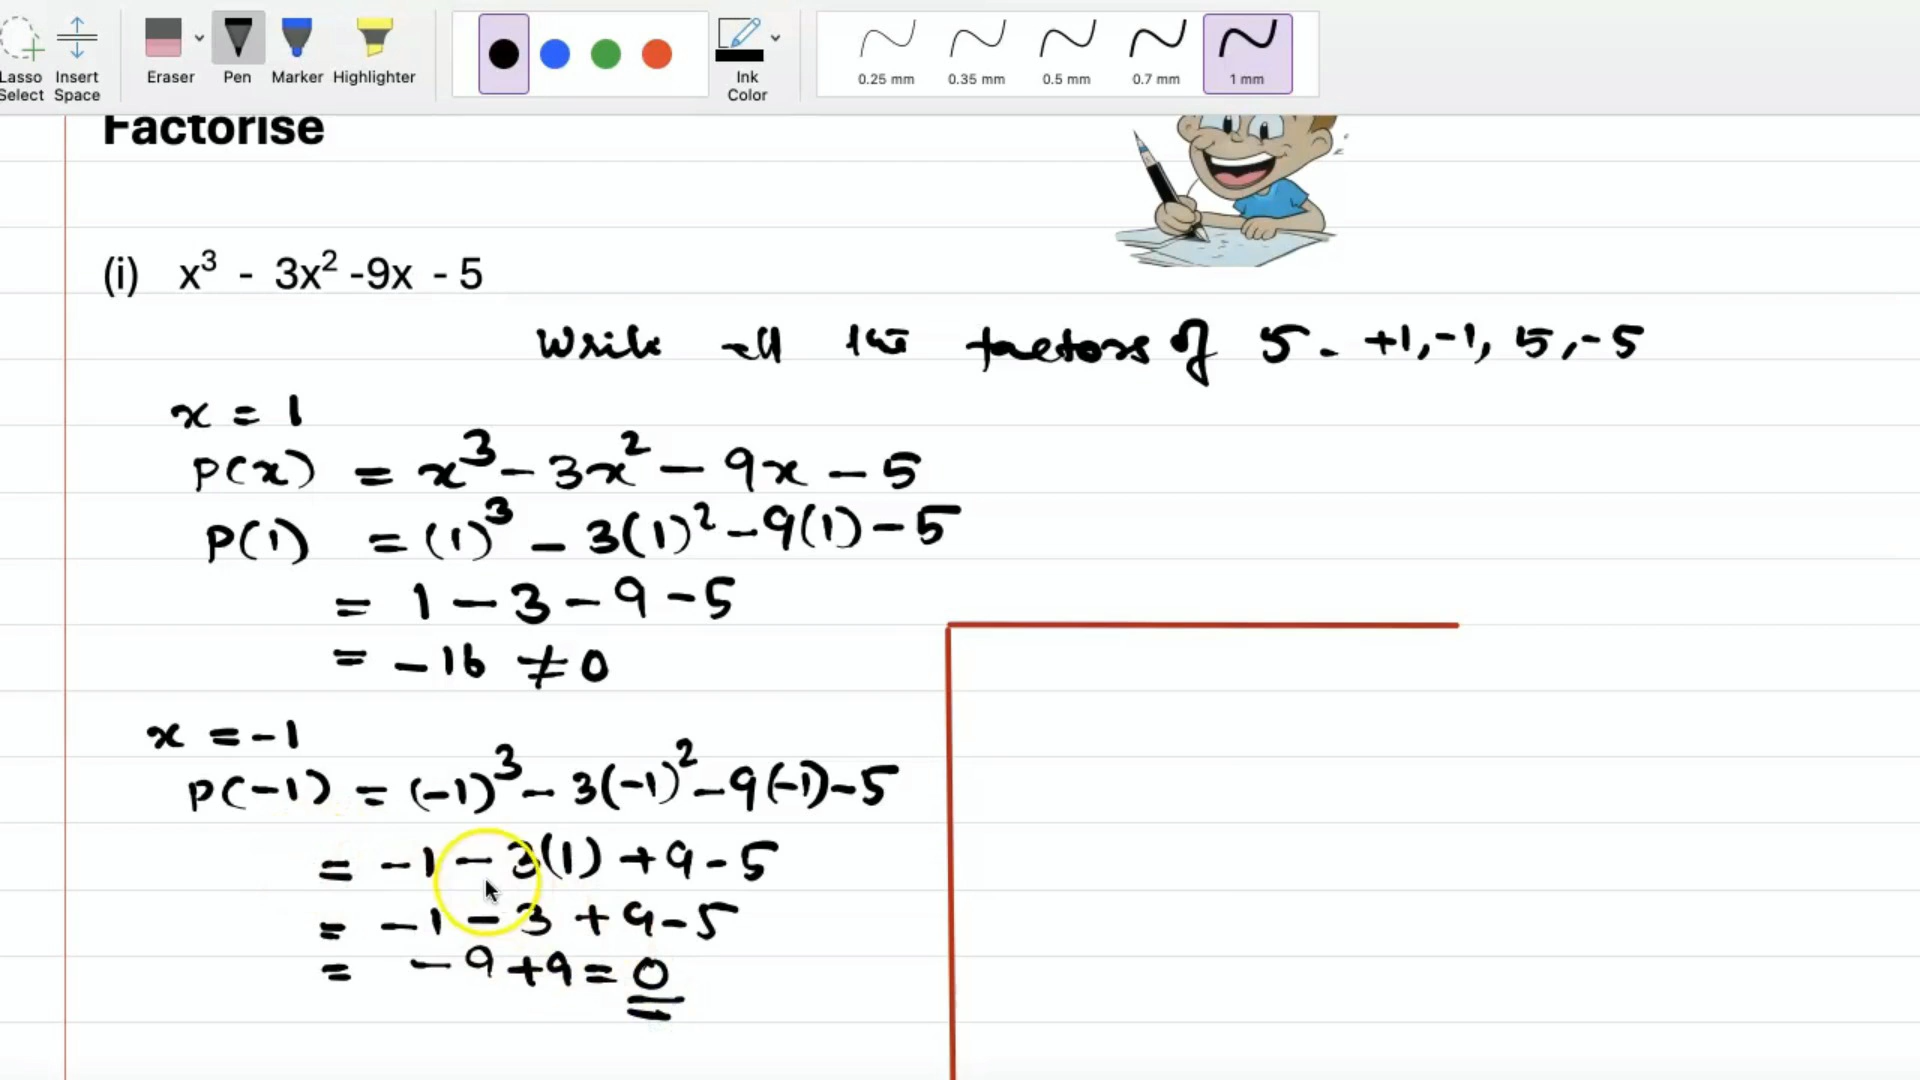 Lasso Select
Insert Space
Eraser
Pen
Marker
Highlighter
Ink Color
0.25 mm
0.35 mm
0.5 mm
0.7 mm
1 mm
Factorise
(i) x³ - 3x² -9x - 5
Write all the factors of 5 - +1,-1, 5,-5
x = 1
P(x) = x³ - 3x² - 9x - 5
P(1) = (1)³ - 3(1)² - 9(1) - 5
= 1 - 3 - 9 - 5
= -16 ≠ 0
x = -1
P(-1) = (-1)³ - 3(-1)² - 9(-1) - 5
= -1 - 3(1) + 9 - 5
= -1 - 3 + 9 - 5
= -9 + 9 = 0